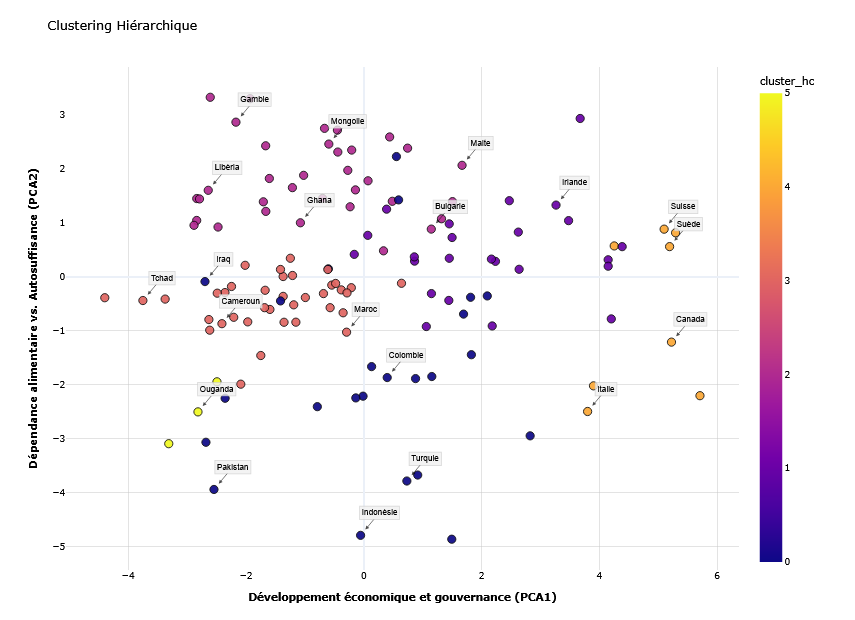 Clustering Hiérarchique
cluster_hc
5
4
3
2
1
0
Dépendance alimentaire vs. Autosuffisance (PCA2)
3
2
1
0
−1
−2
−3
−4
−5
Gambie
Mongolie
Malte
Libéria
Irlande
Ghana
Bulgarie
Suisse
Suède
Iraq
Tchad
Cameroun
Maroc
Canada
Colombie
Ouganda
Italie
Turquie
Pakistan
Indonésie
−4
−2
0
2
4
6
Développement économique et gouvernance (PCA1)